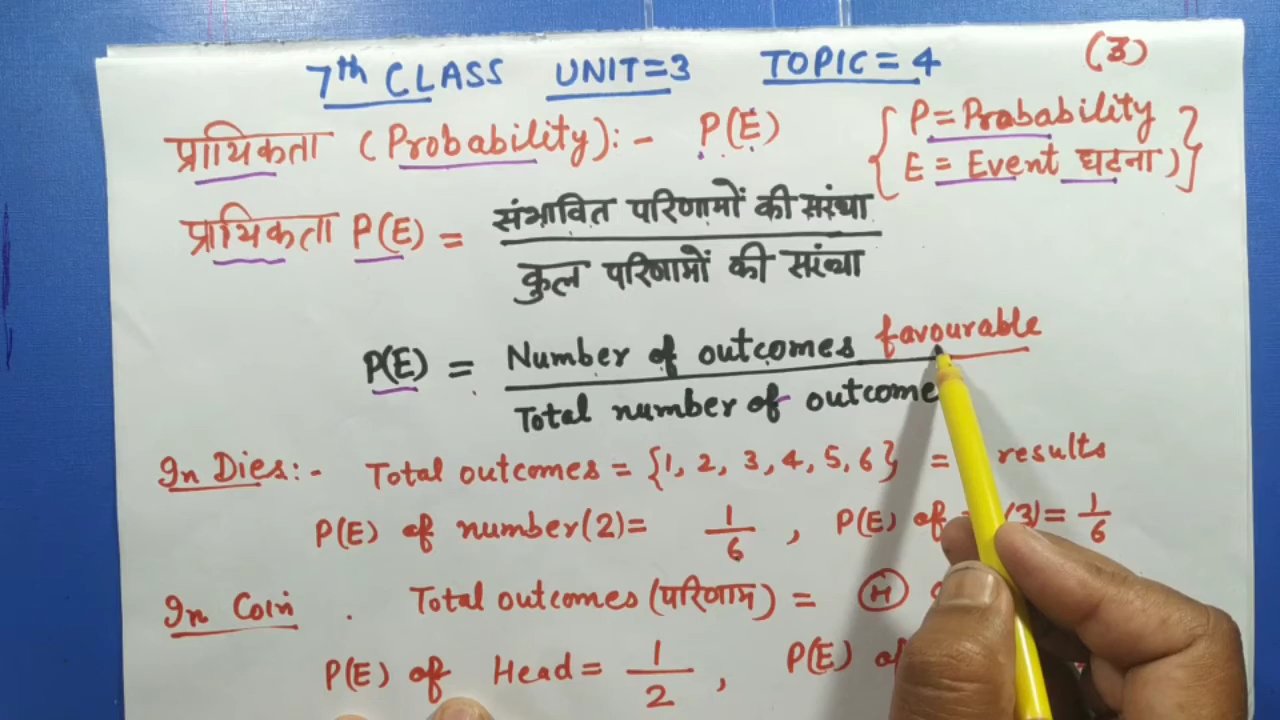 7th CLASS UNIT=3 TOPIC=4 (3)
प्रायिकता (Probability):- P(E) { P=Probability
E = Event घटना ) }
प्रायिकता P(E) = संभावित परिणामों की संख्या
कुल परिणामों की संख्या
P(E) = Number of outcomes favourable
Total number of outcome
In Dies:- Total outcomes = {1, 2, 3, 4, 5, 6} = results
P(E) of number(2)= 1/6 , P(E) of (3)= 1/6
In Coin . Total outcomes (परिणाम) = H
P(E) of Head = 1/2 , P(E) of